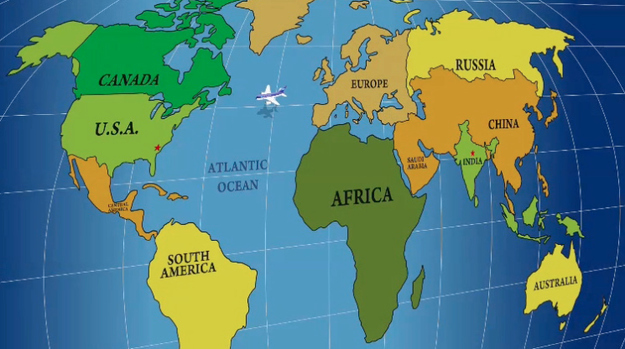 CANADA
U.S.A.
CENTRAL
AMERICA
SOUTH
AMERICA
ATLANTIC
OCEAN
EUROPE
AFRICA
RUSSIA
CHINA
SAUDI
ARABIA
INDIA
AUSTRALIA